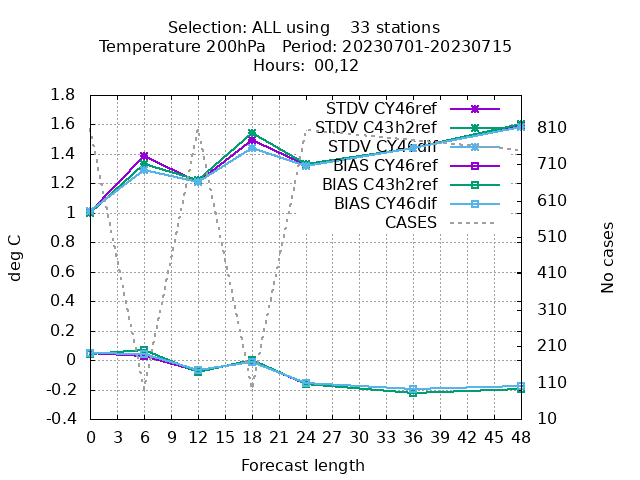 Selection: ALL using    33 stations
Temperature 200hPa   Period: 20230701-20230715
Hours:  00,12
1.8
1.6
1.4
1.2
1
0.8
0.6
0.4
0.2
0
-0.2
-0.4
deg C
STDV CY46ref
STDV C43h2ref
STDV CY46dif
BIAS CY46ref
BIAS C43h2ref
BIAS CY46dif
CASES
810
710
610
510
410
310
210
110
10
No cases
0 3 6 9 12 15 18 21 24 27 30 33 36 39 42 45 48
Forecast length